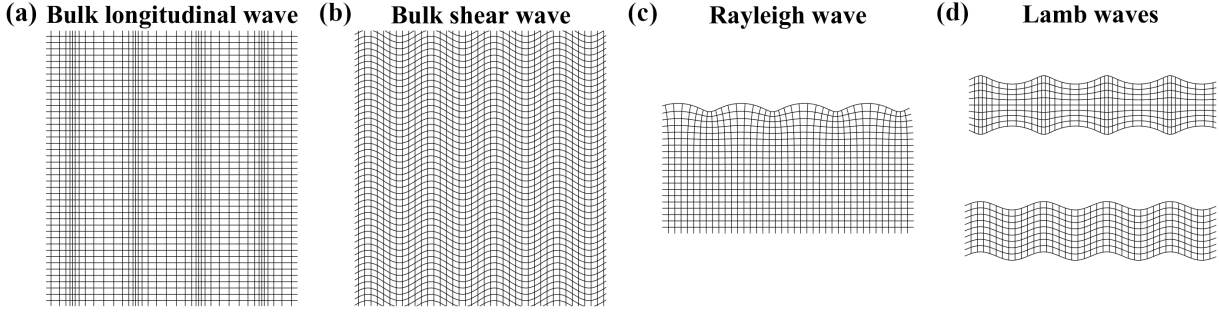 (a) Bulk longitudinal wave
(b) Bulk shear wave
(c) Rayleigh wave
(d) Lamb waves